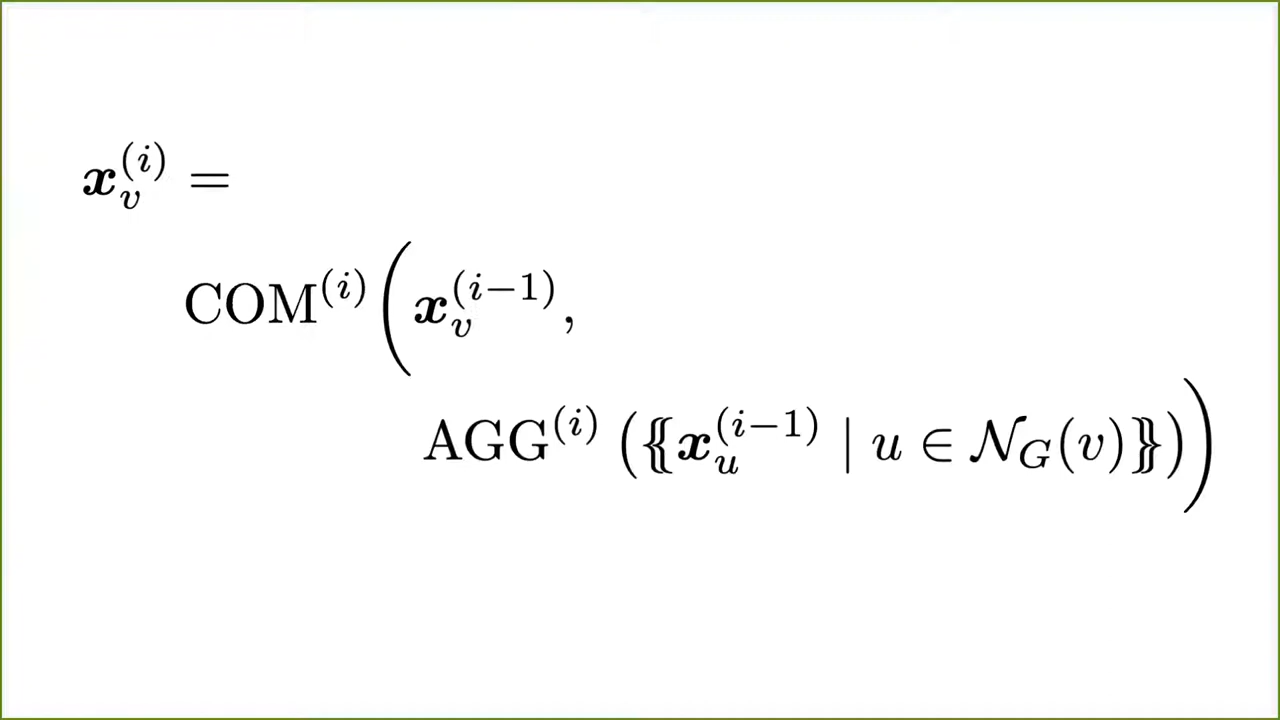 𝒙_v^{(i)} =
COM^{(i)}(𝒙_v^{(i−1)},
AGG^{(i)}({{𝒙_u^{(i−1)} | u ∈ 𝒩_G(v)}}))